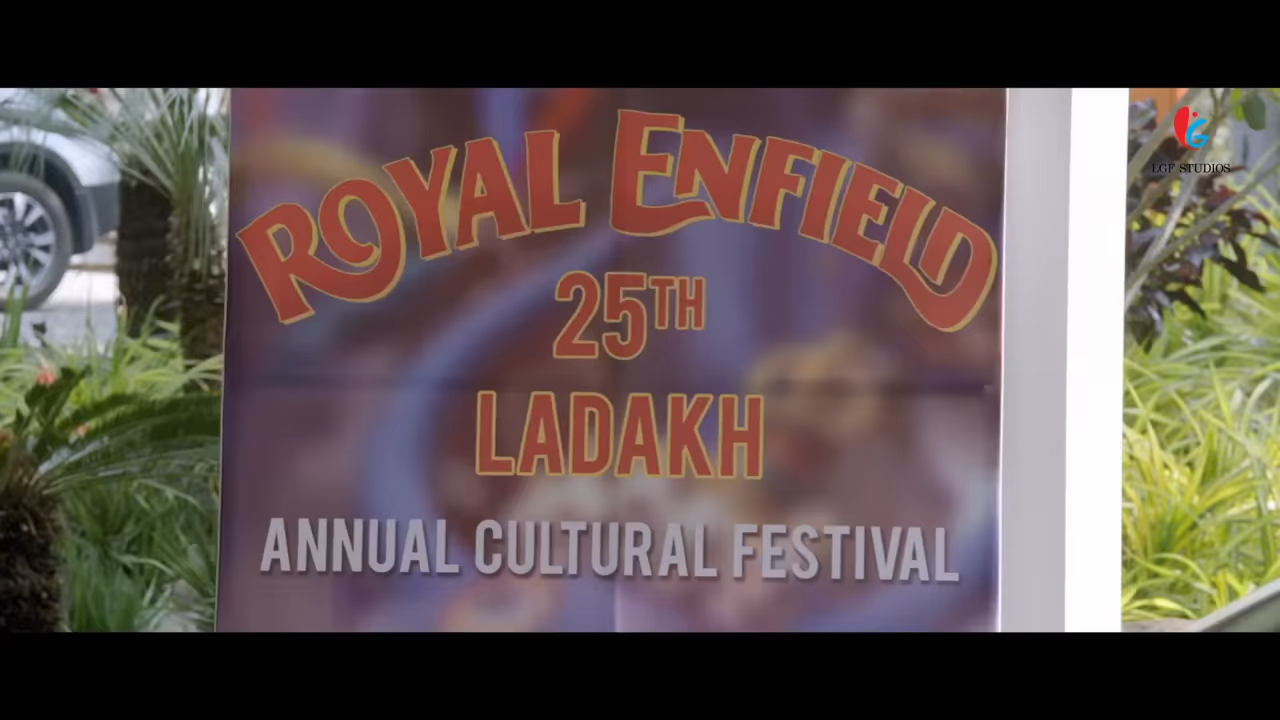 ROYAL ENFIELD
25TH
LADAKH
ANNUAL CULTURAL FESTIVAL
LGF STUDIOS